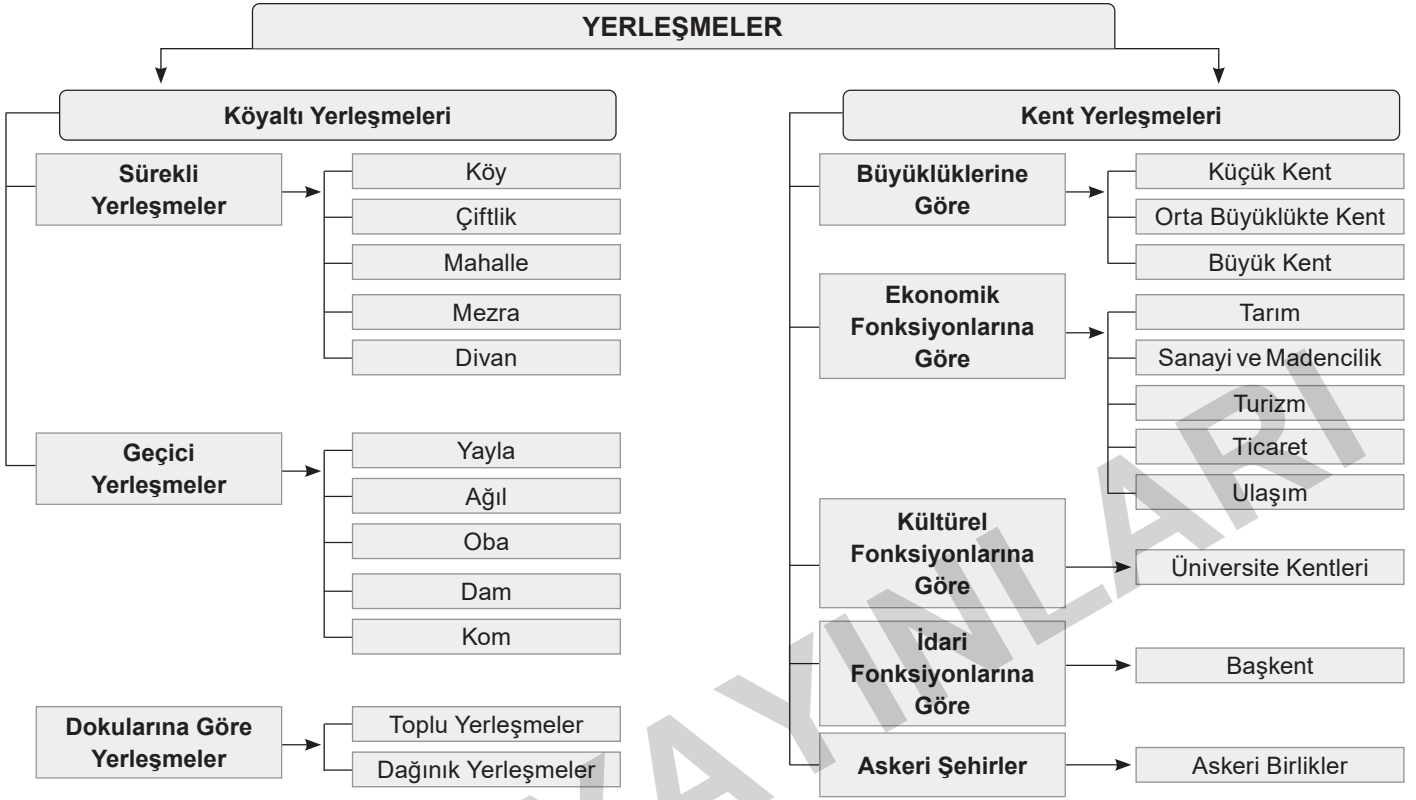 YERLEŞMELER
Köyaltı Yerleşmeleri
Sürekli
Yerleşmeler
Köy
Çiftlik
Mahalle
Mezra
Divan
Geçici
Yerleşmeler
Yayla
Ağıl
Oba
Dam
Kom
Dokularına Göre
Yerleşmeler
Toplu Yerleşmeler
Dağınık Yerleşmeler
Kent Yerleşmeleri
Büyüklüklerine
Göre
Küçük Kent
Orta Büyüklükte Kent
Büyük Kent
Ekonomik
Fonksiyonlarına
Göre
Tarım
Sanayi ve Madencilik
Turizm
Ticaret
Ulaşım
Kültürel
Fonksiyonlarına
Göre
Üniversite Kentleri
İdari
Fonksiyonlarına
Göre
Başkent
Askeri Şehirler
Askeri Birlikler
YAYINLARI